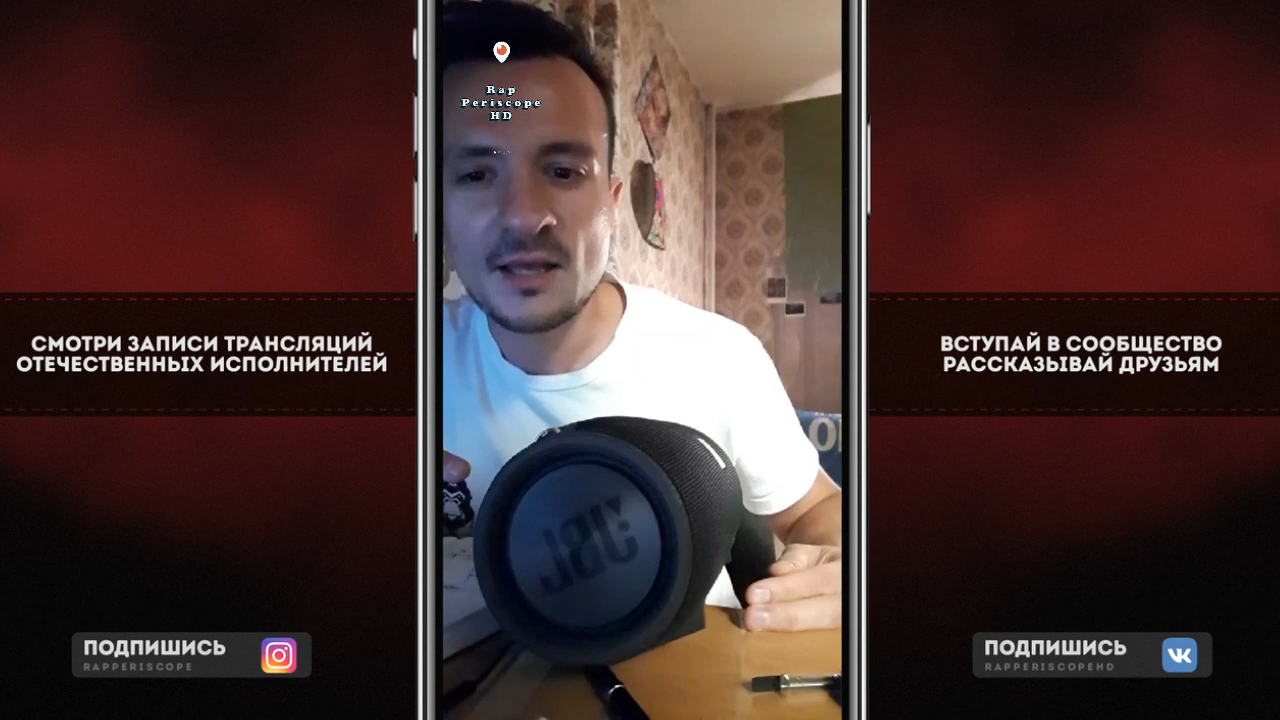 Rap
Periscope
HD
СМОТРИ ЗАПИСИ ТРАНСЛЯЦИЙ
ОТЕЧЕСТВЕННЫХ ИСПОЛНИТЕЛЕЙ
ВСТУПАЙ В СООБЩЕСТВО
РАССКАЗЫВАЙ ДРУЗЬЯМ
JBL
ПОДПИШИСЬ
RAPPERISCOPE
ПОДПИШИСЬ
RAPPERISCOPEHD